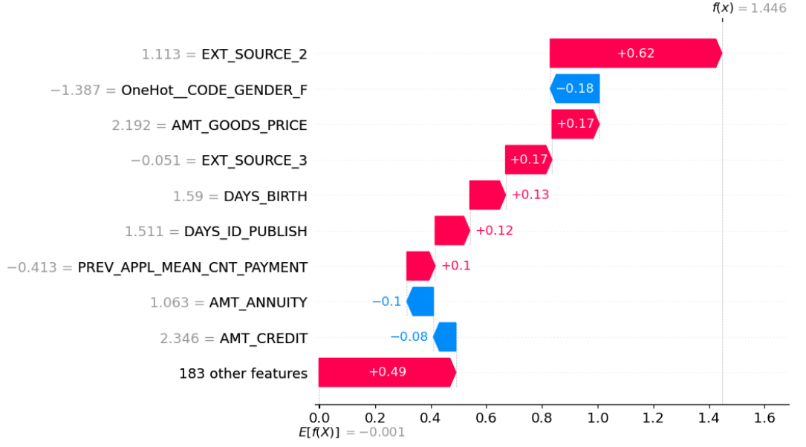 f(x) = 1.446
1.113 = EXT_SOURCE_2
+0.62
−1.387 = OneHot__CODE_GENDER_F
−0.18
2.192 = AMT_GOODS_PRICE
+0.17
−0.051 = EXT_SOURCE_3
+0.17
1.59 = DAYS_BIRTH
+0.13
1.511 = DAYS_ID_PUBLISH
+0.12
−0.413 = PREV_APPL_MEAN_CNT_PAYMENT
+0.1
1.063 = AMT_ANNUITY
−0.1
2.346 = AMT_CREDIT
−0.08
183 other features
+0.49
0.0 0.2 0.4 0.6 0.8 1.0 1.2 1.4 1.6
E[f(X)] = −0.001